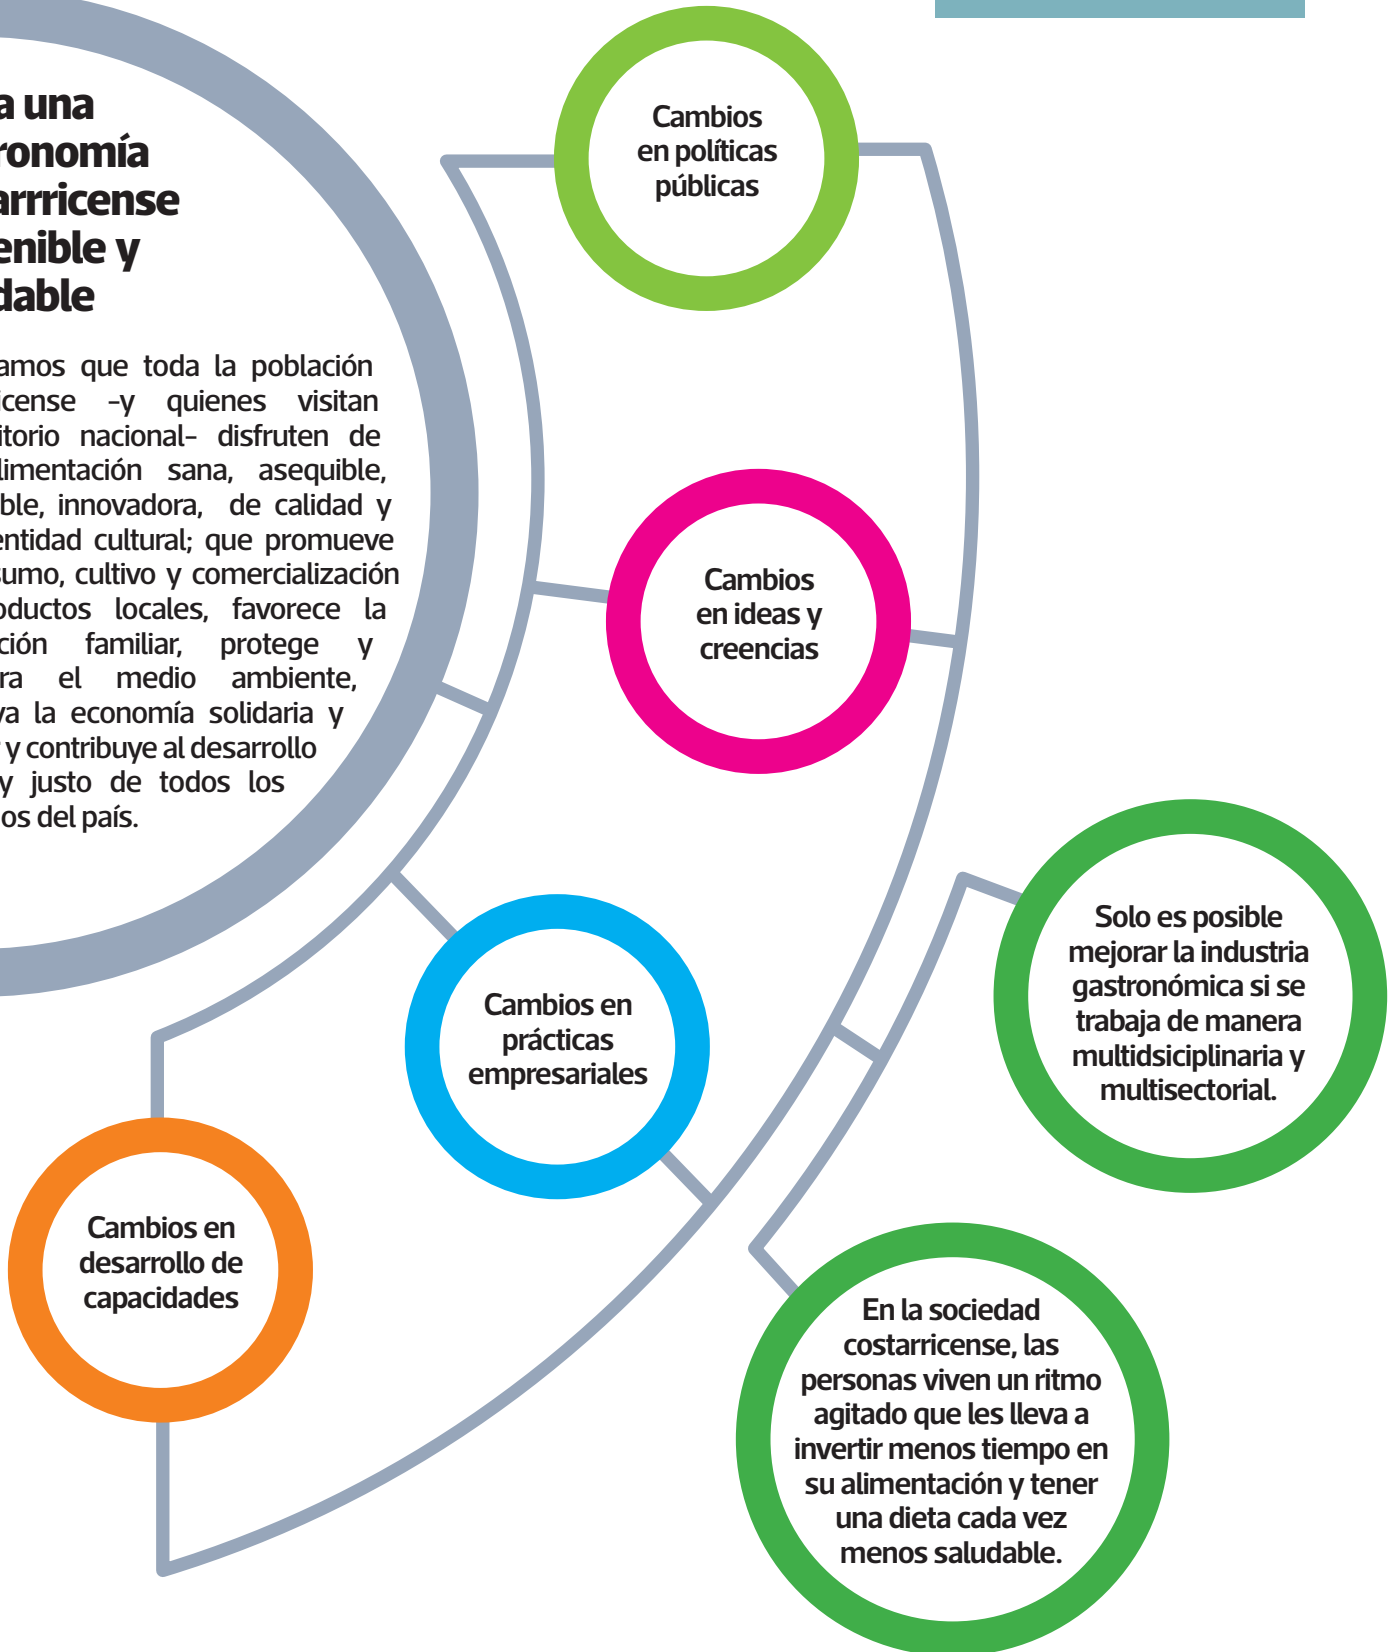 a una
ronomía
arrricense
enible y
dable
amos que toda la población
icense -y quienes visitan
itorio nacional- disfruten de
limentación sana, asequible,
ble, innovadora, de calidad y
entidad cultural; que promueve
sumo, cultivo y comercialización
oductos locales, favorece la
ción familiar, protege y
ra el medio ambiente,
va la economía solidaria y
y contribuye al desarrollo
y justo de todos los
os del país.
Cambios
en políticas
públicas
Cambios
en ideas y
creencias
Cambios en
prácticas
empresariales
Cambios en
desarrollo de
capacidades
Solo es posible
mejorar la industria
gastronómica si se
trabaja de manera
multidsiciplinaria y
multisectorial.
En la sociedad
costarricense, las
personas viven un ritmo
agitado que les lleva a
invertir menos tiempo en
su alimentación y tener
una dieta cada vez
menos saludable.